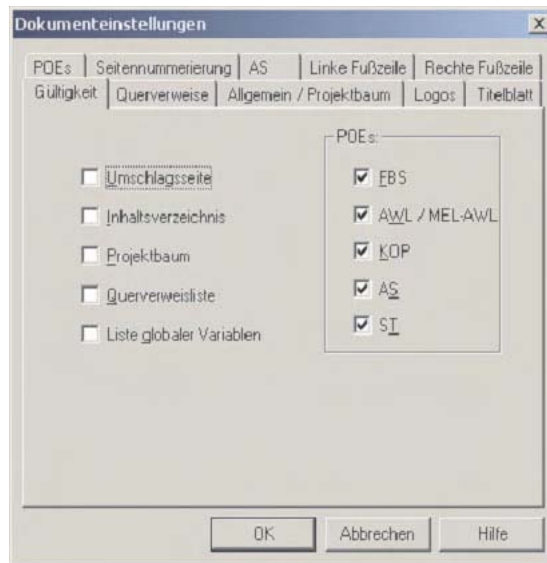 Dokumenteinstellungen
POEs Seitennummerierung AS Linke Fußzeile Rechte Fußzeile
Gültigkeit Querverweise Allgemein / Projektbaum Logos Titelblatt
Umschlagsseite
Inhaltsverzeichnis
Projektbaum
Querverweisliste
Liste globaler Variablen
POEs:
FBS
AWL / MEL-AWL
KOP
AS
ST
OK Abbrechen Hilfe